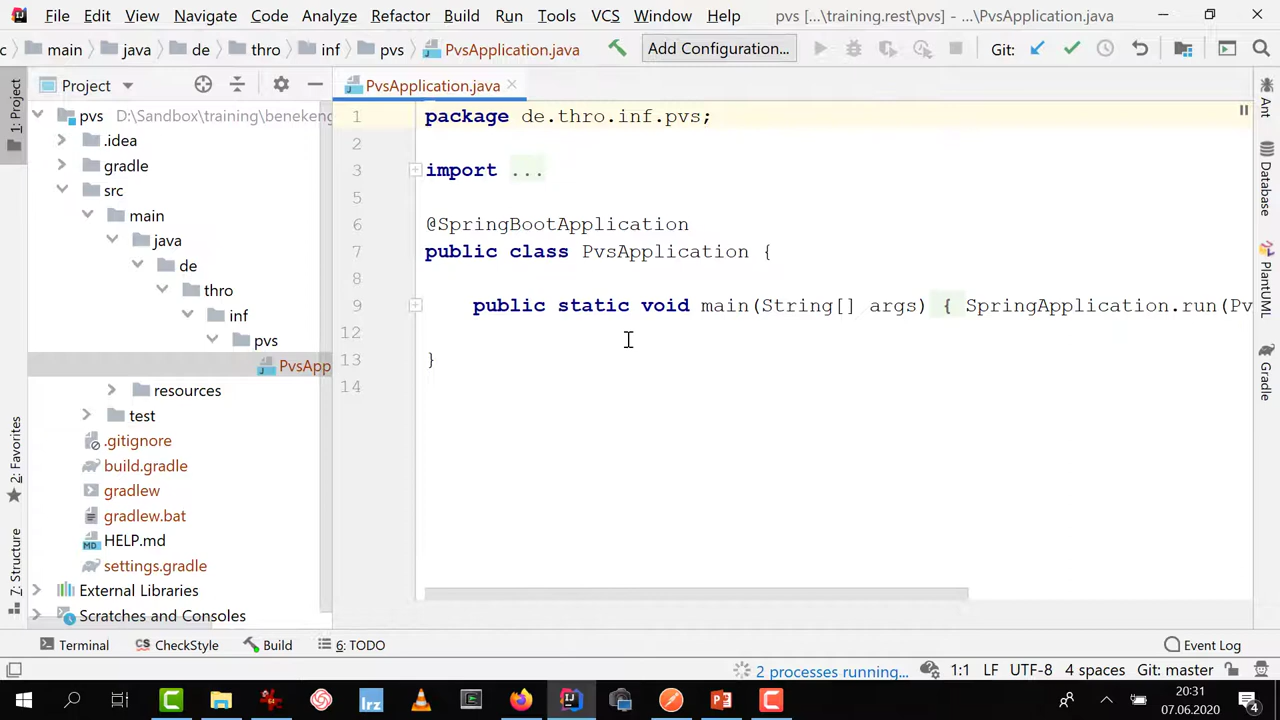 File Edit View Navigate Code Analyze Refactor Build Run Tools VCS Window Help pvs [...\training.rest\pvs] - ...\PvsApplication.java
c main java de thro inf pvs PvsApplication.java Add Configuration... Git:
Project
PvsApplication.java
1: Project
pvs D:\Sandbox\training\benekeng
.idea
gradle
src
main
java
de
thro
inf
pvs
PvsApp
resources
test
.gitignore
build.gradle
gradlew
gradlew.bat
HELP.md
settings.gradle
External Libraries
Scratches and Consoles
2: Favorites
7: Structure
1 package de.thro.inf.pvs;
2
3 import ...
5
6 @SpringBootApplication
7 public class PvsApplication {
8
9 public static void main(String[] args) { SpringApplication.run(Pv
12
13 }
14
Ant
Database
PlantUML
Gradle
Terminal CS CheckStyle Build 6: TODO Event Log
2 processes running... 1:1 LF UTF-8 4 spaces Git: master
lrz
20:31
07.06.2020
4